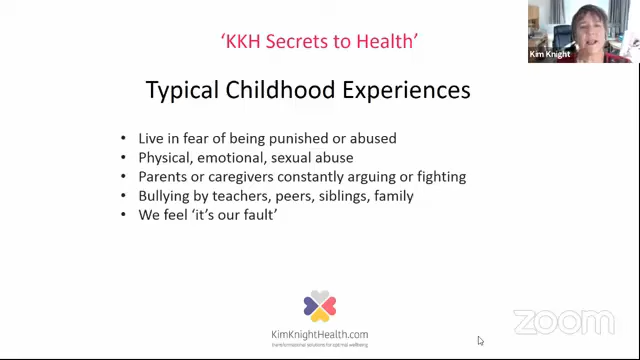 ‘KKH Secrets to Health’
Kim Knight
Typical Childhood Experiences
• Live in fear of being punished or abused
• Physical, emotional, sexual abuse
• Parents or caregivers constantly arguing or fighting
• Bullying by teachers, peers, siblings, family
• We feel ‘it’s our fault’
KimKnightHealth.com
transformational solutions for optimal wellbeing
zoom